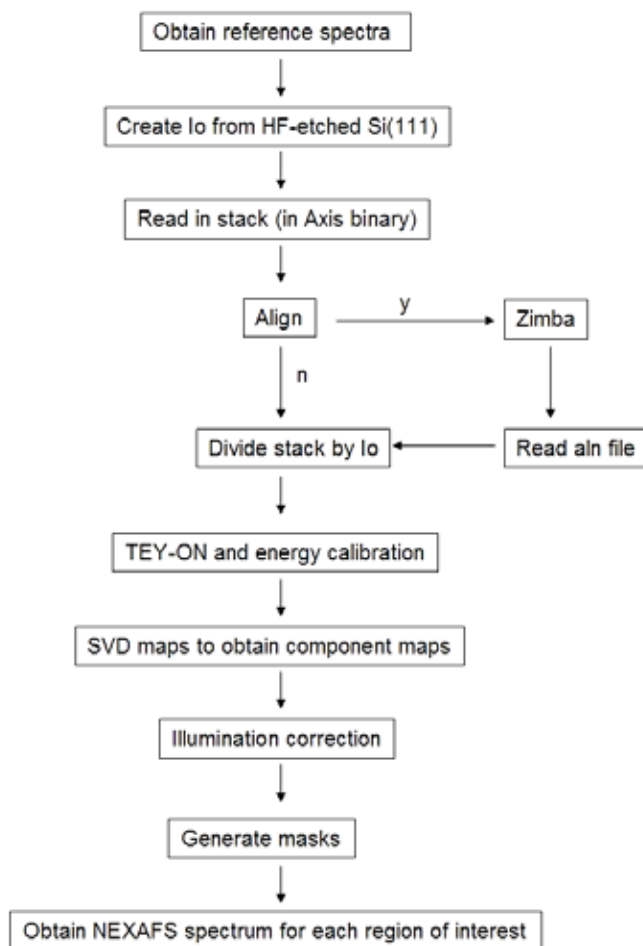 Obtain reference spectra
Create Io from HF-etched Si(111)
Read in stack (in Axis binary)
Align
y
Zimba
n
Divide stack by Io
Read aln file
TEY-ON and energy calibration
SVD maps to obtain component maps
Illumination correction
Generate masks
Obtain NEXAFS spectrum for each region of interest